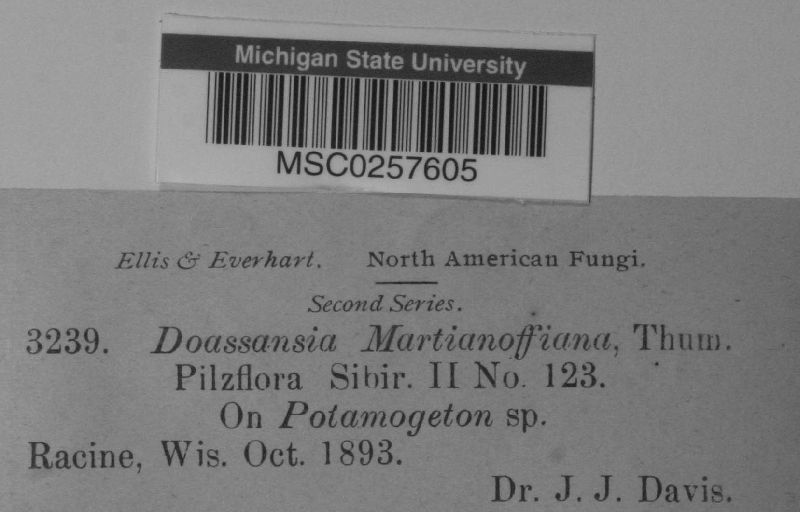 Michigan State University
MSC0257605
Ellis & Everhart. North American Fungi.
Second Series.
3239. Doassansia Martianoffiana, Thum.
Pilzflora Sibir. II No. 123.
On Potamogeton sp.
Racine, Wis. Oct. 1893.
Dr. J. J. Davis.